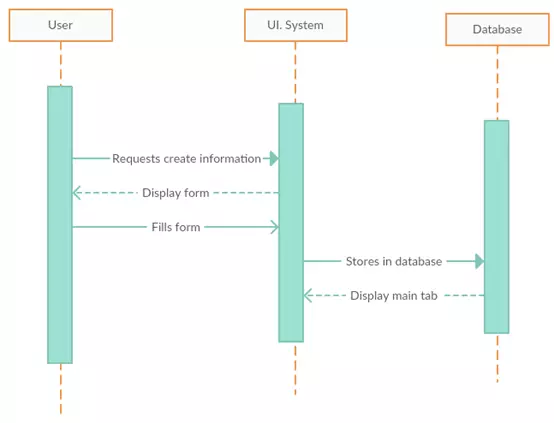 User
UI. System
Database
Requests create information
Display form
Fills form
Stores in database
Display main tab